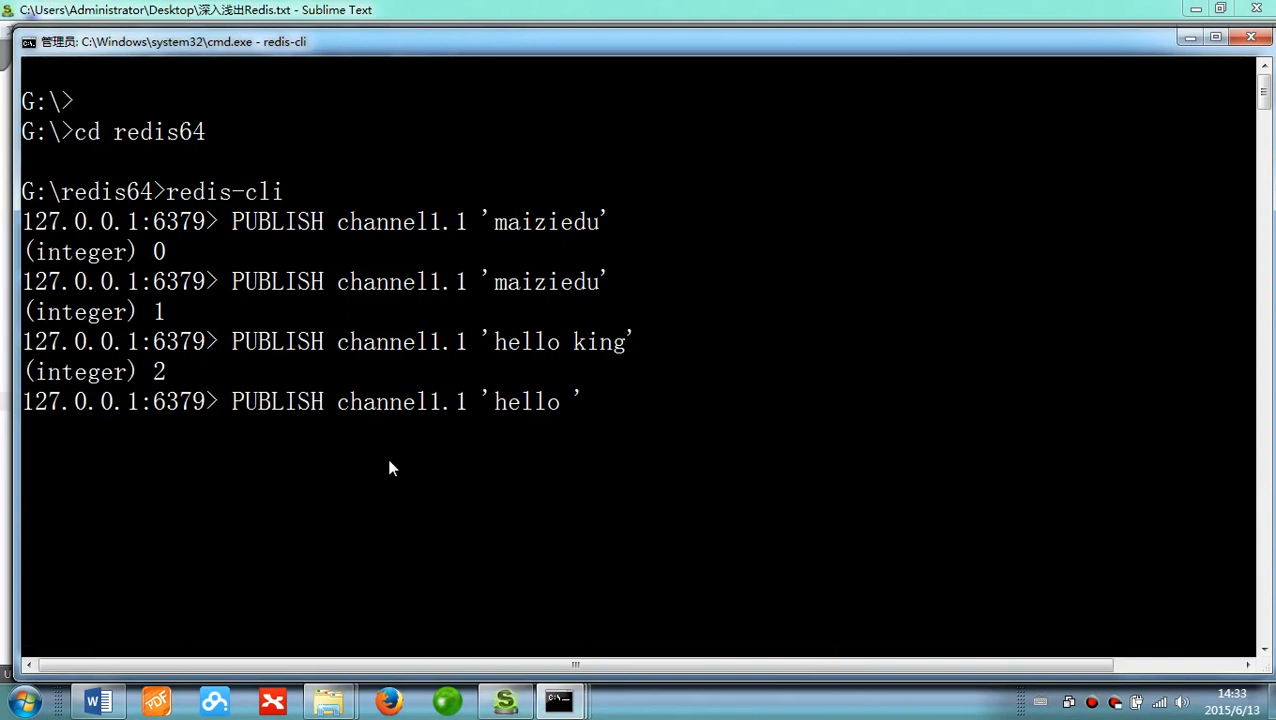 C:\Users\Administrator\Desktop\深入浅出Redis.txt - Sublime Text
管理员: C:\Windows\system32\cmd.exe - redis-cli
G:\>
G:\>cd redis64
G:\redis64>redis-cli
127.0.0.1:6379> PUBLISH channel1.1 'maiziedu'
(integer) 0
127.0.0.1:6379> PUBLISH channel1.1 'maiziedu'
(integer) 1
127.0.0.1:6379> PUBLISH channel1.1 'hello king'
(integer) 2
127.0.0.1:6379> PUBLISH channel1.1 'hello '
14:33
2015/6/13